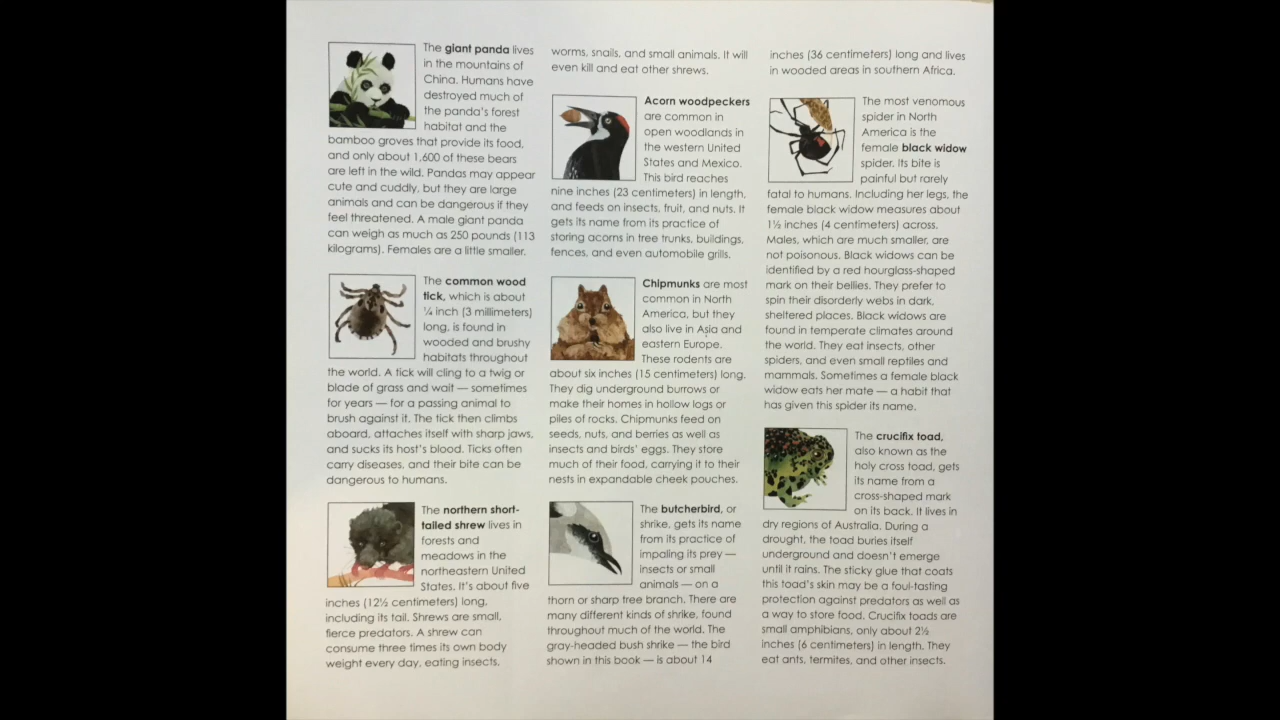 The giant panda lives
in the mountains of
China. Humans have
destroyed much of
the panda's forest
habitat and the
bamboo groves that provide its food,
and only about 1,600 of these bears
are left in the wild. Pandas may appear
cute and cuddly, but they are large
animals and can be dangerous if they
feel threatened. A male giant panda
can weigh as much as 250 pounds (113
kilograms). Females are a little smaller.
The common wood
tick, which is about
¼ inch (3 millimeters)
long, is found in
wooded and brushy
habitats throughout
the world. A tick will cling to a twig or
blade of grass and wait — sometimes
for years — for a passing animal to
brush against it. The tick then climbs
aboard, attaches itself with sharp jaws,
and sucks its host's blood. Ticks often
carry diseases, and their bite can be
dangerous to humans.
The northern short-
tailed shrew lives in
forests and
meadows in the
northeastern United
States. It's about five
inches (12½ centimeters) long,
including its tail. Shrews are small,
fierce predators. A shrew can
consume three times its own body
weight every day, eating insects,
worms, snails, and small animals. It will
even kill and eat other shrews.
Acorn woodpeckers
are common in
open woodlands in
the western United
States and Mexico.
This bird reaches
nine inches (23 centimeters) in length,
and feeds on insects, fruit, and nuts. It
gets its name from its practice of
storing acorns in tree trunks, buildings,
fences, and even automobile grills.
Chipmunks are most
common in North
America, but they
also live in Asia and
eastern Europe.
These rodents are
about six inches (15 centimeters) long.
They dig underground burrows or
make their homes in hollow logs or
piles of rocks. Chipmunks feed on
seeds, nuts, and berries as well as
insects and birds' eggs. They store
much of their food, carrying it to their
nests in expandable cheek pouches.
The butcherbird, or
shrike, gets its name
from its practice of
impaling its prey —
insects or small
animals — on a
thorn or sharp tree branch. There are
many different kinds of shrike, found
throughout much of the world. The
gray-headed bush shrike — the bird
shown in this book — is about 14
inches (36 centimeters) long and lives
in wooded areas in southern Africa.
The most venomous
spider in North
America is the
female black widow
spider. Its bite is
painful but rarely
fatal to humans. Including her legs, the
female black widow measures about
1½ inches (4 centimeters) across.
Males, which are much smaller, are
not poisonous. Black widows can be
identified by a red hourglass-shaped
mark on their bellies. They prefer to
spin their disorderly webs in dark,
sheltered places. Black widows are
found in temperate climates around
the world. They eat insects, other
spiders, and even small reptiles and
mammals. Sometimes a female black
widow eats her mate — a habit that
has given this spider its name.
The crucifix toad,
also known as the
holy cross toad, gets
its name from a
cross-shaped mark
on its back. It lives in
dry regions of Australia. During a
drought, the toad buries itself
underground and doesn't emerge
until it rains. The sticky glue that coats
this toad's skin may be a foul-tasting
protection against predators as well as
a way to store food. Crucifix toads are
small amphibians, only about 2½
inches (6 centimeters) in length. They
eat ants, termites, and other insects.